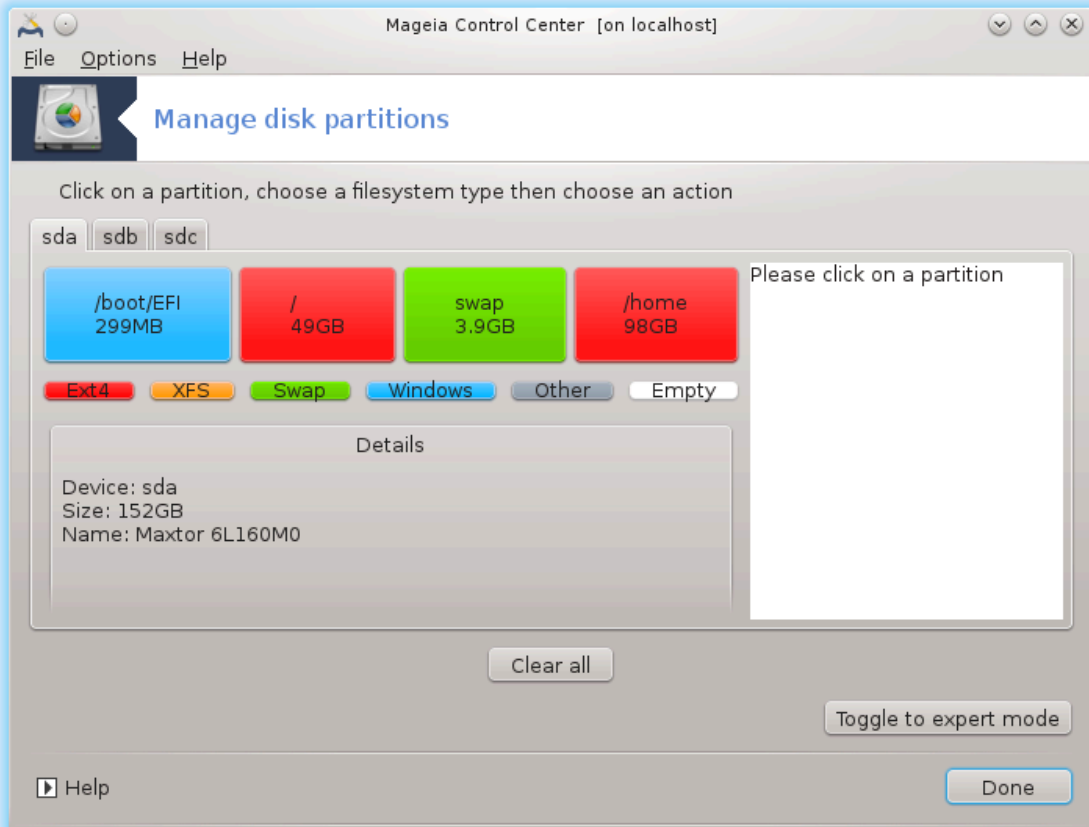 Mageia Control Center [on localhost]
File Options Help
Manage disk partitions
Click on a partition, choose a filesystem type then choose an action
sda sdb sdc
/boot/EFI
299MB
/
49GB
swap
3.9GB
/home
98GB
Please click on a partition
Ext4 XFS Swap Windows Other Empty
Details
Device: sda
Size: 152GB
Name: Maxtor 6L160M0
Clear all
Toggle to expert mode
Help
Done